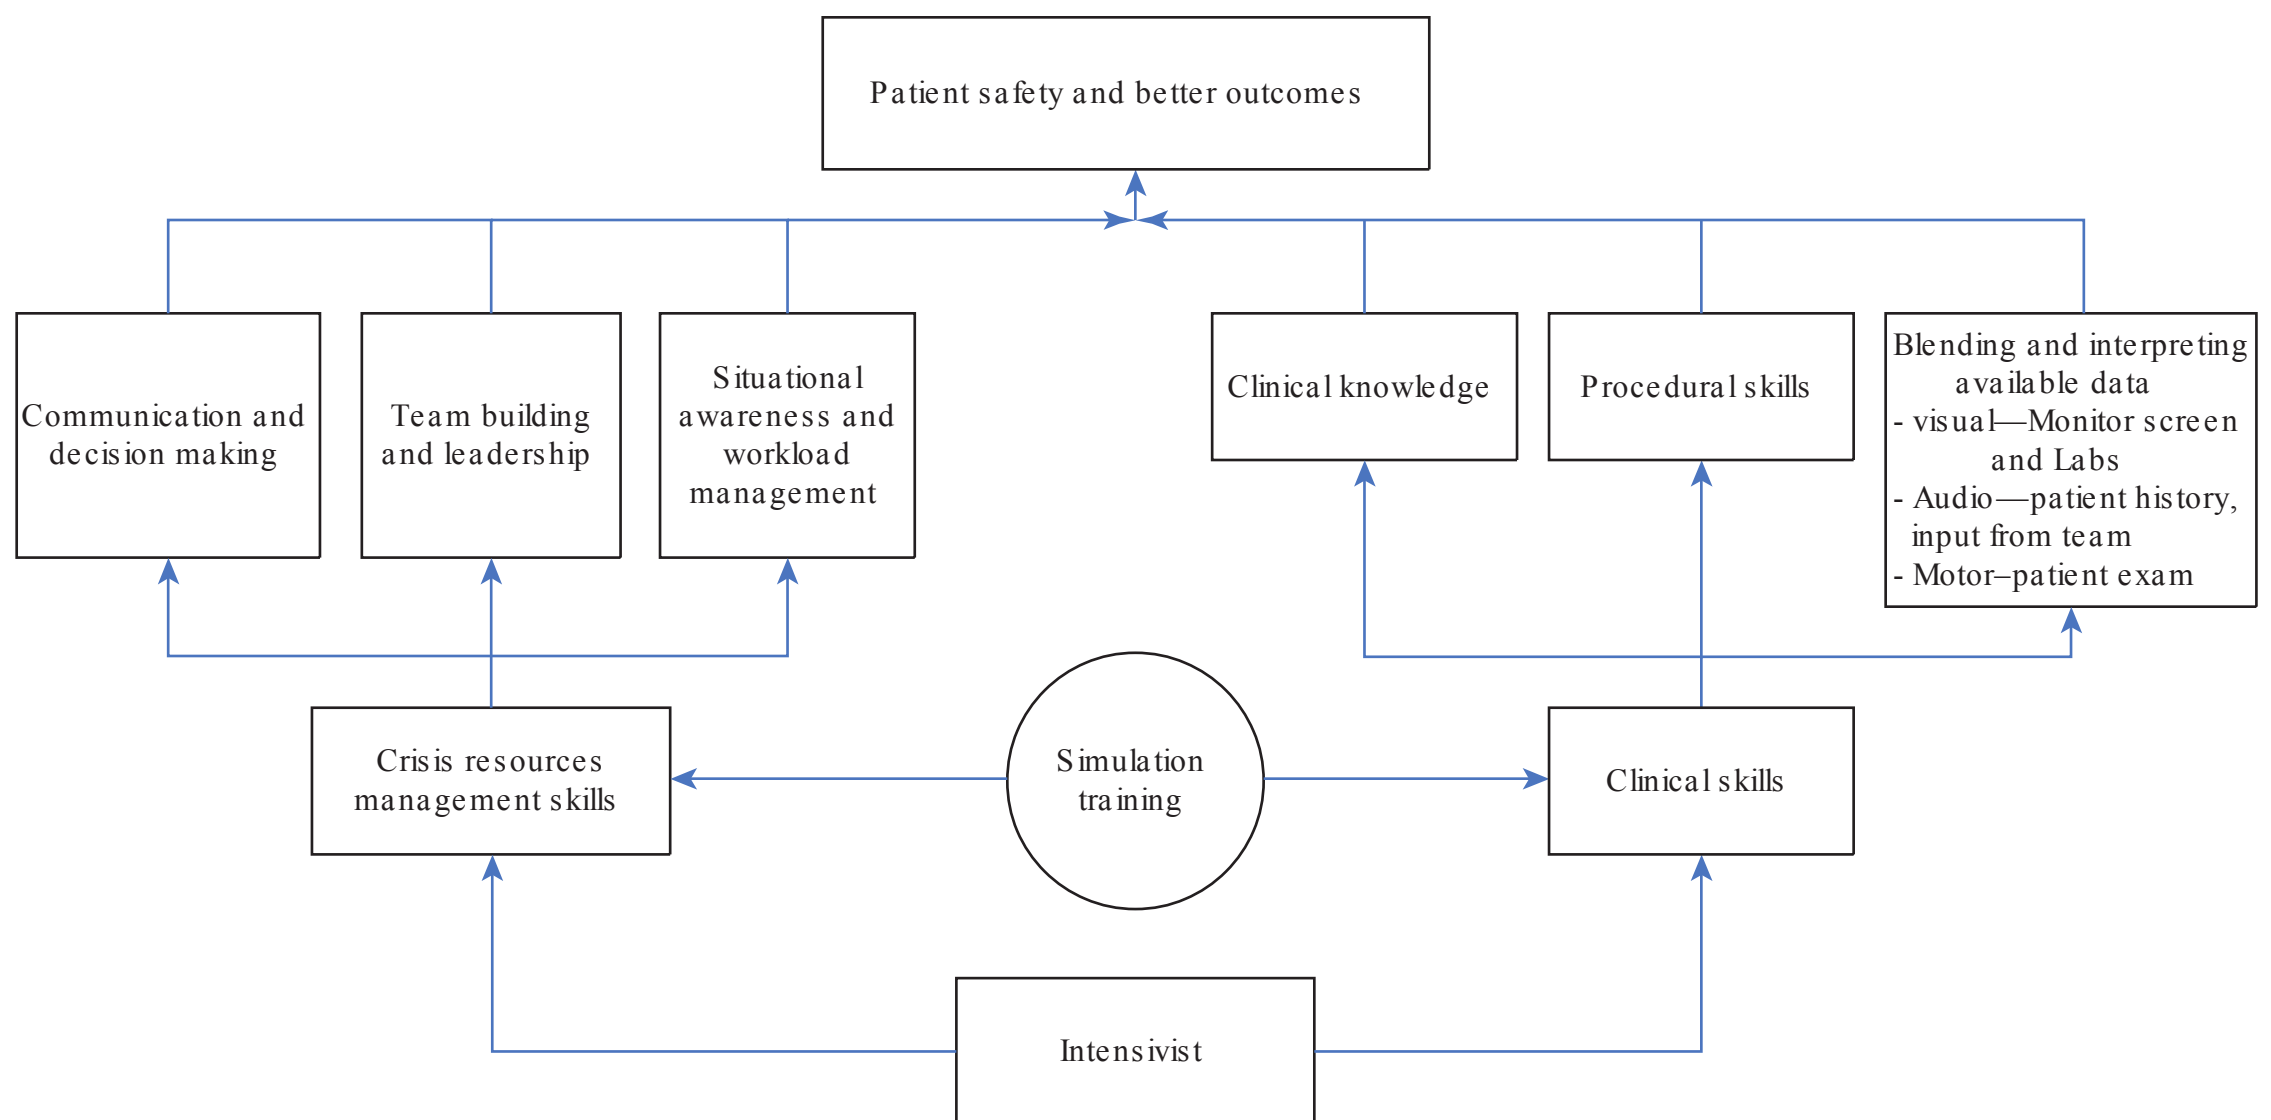 Patient safety and better outcomes
Communication and
decision making
Team building
and leadership
Situational
awareness and
workload
management
Clinical knowledge
Procedural skills
Blending and interpreting
available data
- visual—Monitor screen
and Labs
- Audio—patient history,
input from team
- Motor–patient exam
Crisis resources
management skills
Simulation
training
Clinical skills
Intensivist